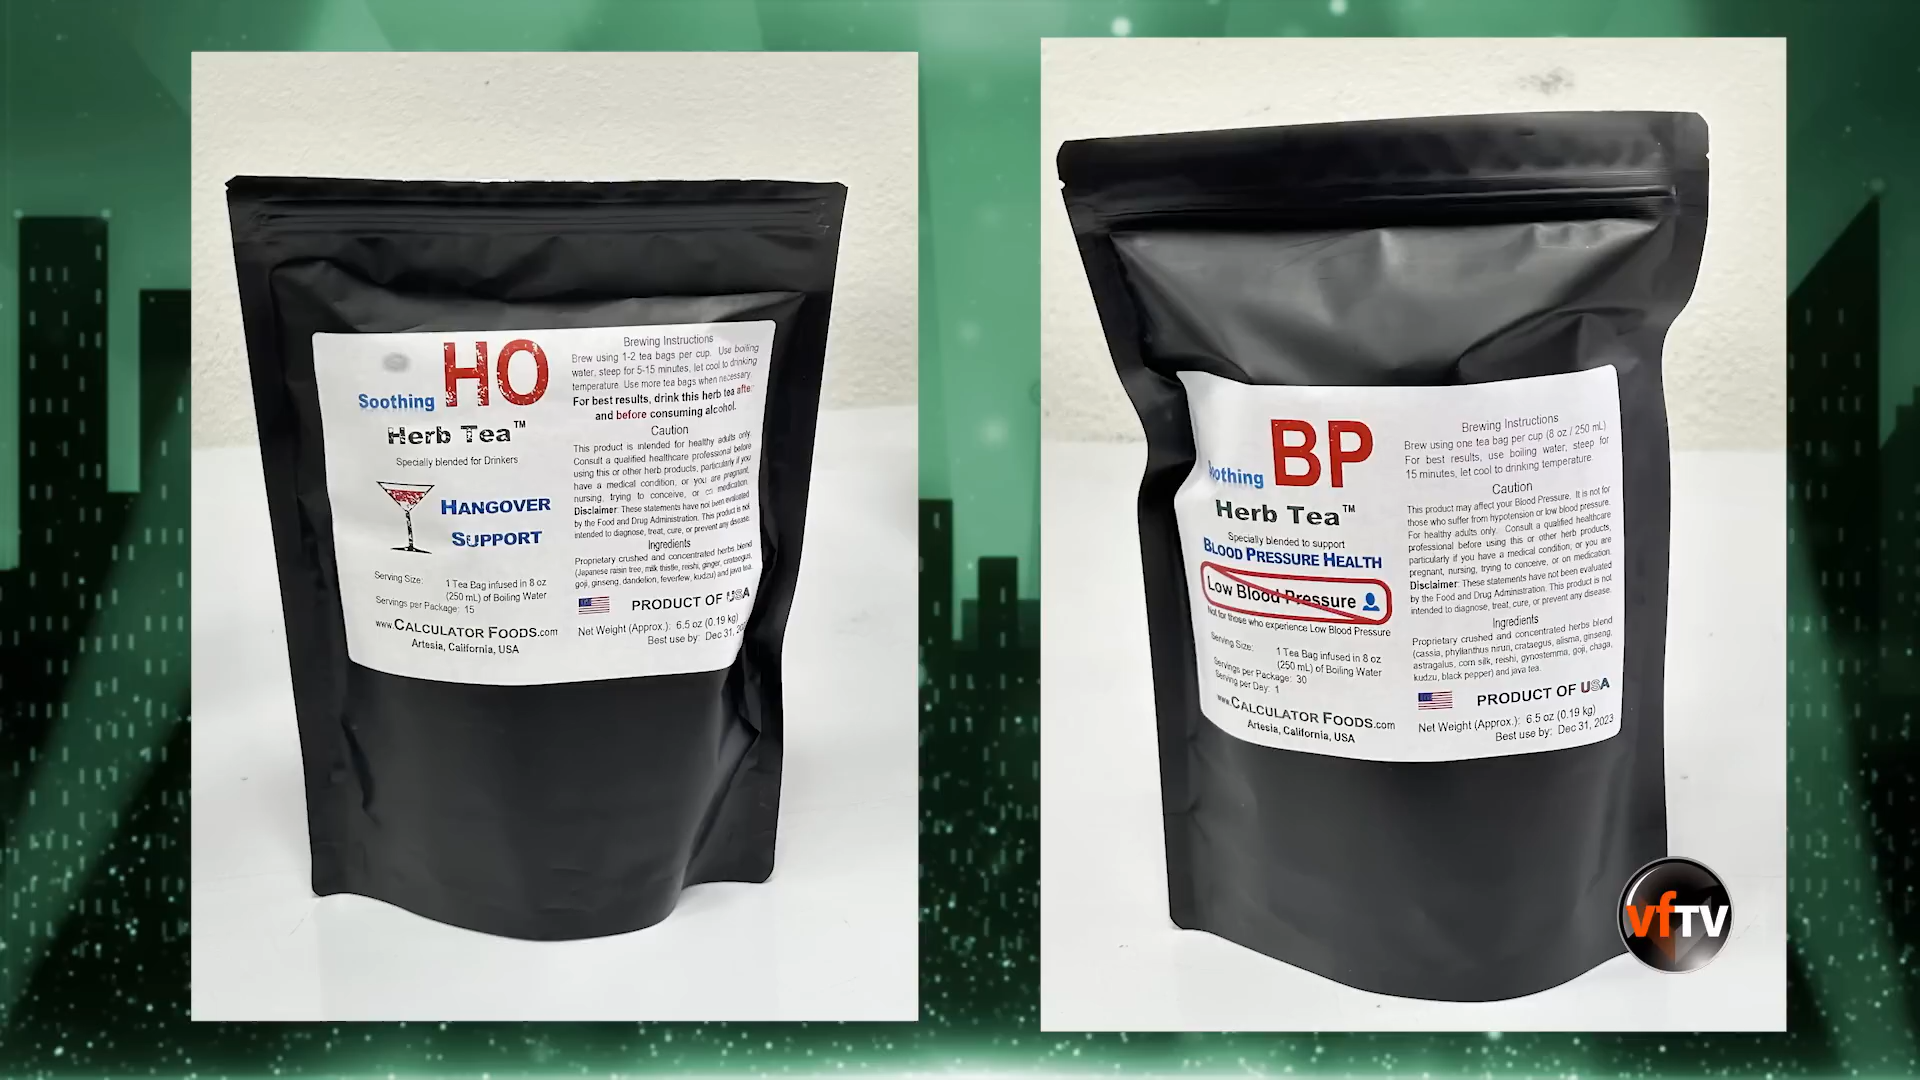 Soothing HO
Herb Tea™
Specially blended for Drinkers
HANGOVER
SUPPORT
Serving Size: 1 Tea Bag infused in 8 oz
(250 mL) of Boiling Water
Servings per Package: 15
www.CALCULATOR FOODS.com
Artesia, California, USA
Brewing Instructions
Brew using 1-2 tea bags per cup. Use boiling
water, steep for 5-15 minutes, let cool to drinking
temperature. Use more tea bags when necessary.
For best results, drink this herb tea after
and before consuming alcohol.
Caution
This product is intended for healthy adults only.
Consult a qualified healthcare professional before
using this or other herb products, particularly if you
have a medical condition, or you are pregnant,
nursing, trying to conceive, or on medication.
Disclaimer: These statements have not been evaluated
by the Food and Drug Administration. This product is not
intended to diagnose, treat, cure, or prevent any disease.
Ingredients
Proprietary crushed and concentrated herbs blend
(Japanese raisin tree, milk thistle, reishi, ginger, crataegus,
goji, ginseng, dandelion, feverfew, kudzu) and java tea.
PRODUCT OF USA
Net Weight (Approx.): 6.5 oz (0.19 kg)
Best use by: Dec 31,
Soothing BP
Herb Tea™
Specially blended to support
BLOOD PRESSURE HEALTH
Low Blood Pressure
Not for those who experience Low Blood Pressure
Serving Size: 1 Tea Bag infused in 8 oz
(250 mL) of Boiling Water
Servings per Package: 30
Serving per Day: 1
www.CALCULATOR FOODS.com
Artesia, California, USA
Brewing Instructions
Brew using one tea bag per cup (8 oz / 250 mL)
For best results, use boiling water, steep for
15 minutes, let cool to drinking temperature.
Caution
This product may affect your Blood Pressure. It is not for
those who suffer from hypotension or low blood pressure.
For healthy adults only. Consult a qualified healthcare
professional before using this or other herb products,
particularly if you have a medical condition, or you are
pregnant, nursing, trying to conceive, or on medication.
Disclaimer: These statements have not been evaluated
by the Food and Drug Administration. This product is not
intended to diagnose, treat, cure, or prevent any disease.
Ingredients
Proprietary crushed and concentrated herbs blend
(cassia, phyllanthus nirun, crataegus, alisma, ginseng,
astragalus, corn silk, reishi, gynostemma, goji, chaga,
kudzu, black pepper) and java tea.
PRODUCT OF USA
Net Weight (Approx.): 6.5 oz (0.19 kg)
Best use by: Dec 31, 2023
vfTV